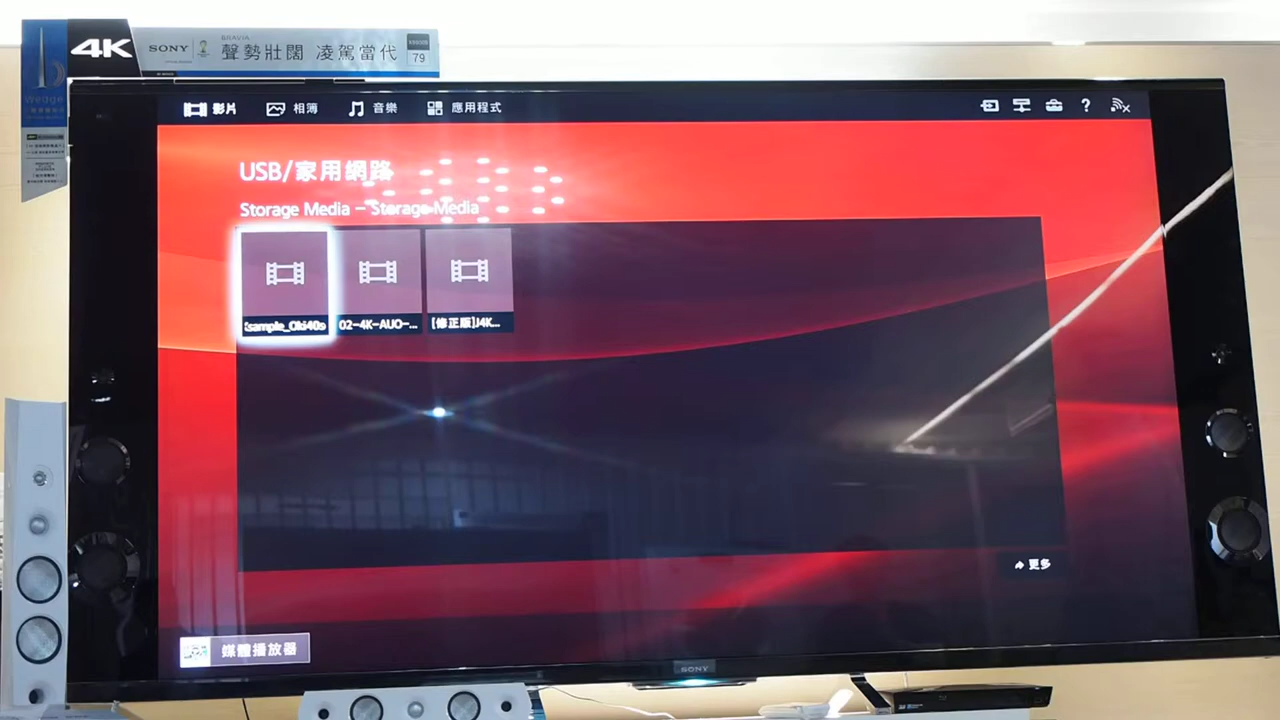 4K
SONY
BRAVIA
聲勢壯闊 凌駕當代
79
Wedge
影片
相簿
音樂
應用程式
?
USB/家用網路
Storage Media – Storage Media
02-4K-AUO-...
[修正版]J4K...
更多
媒體播放器
SONY